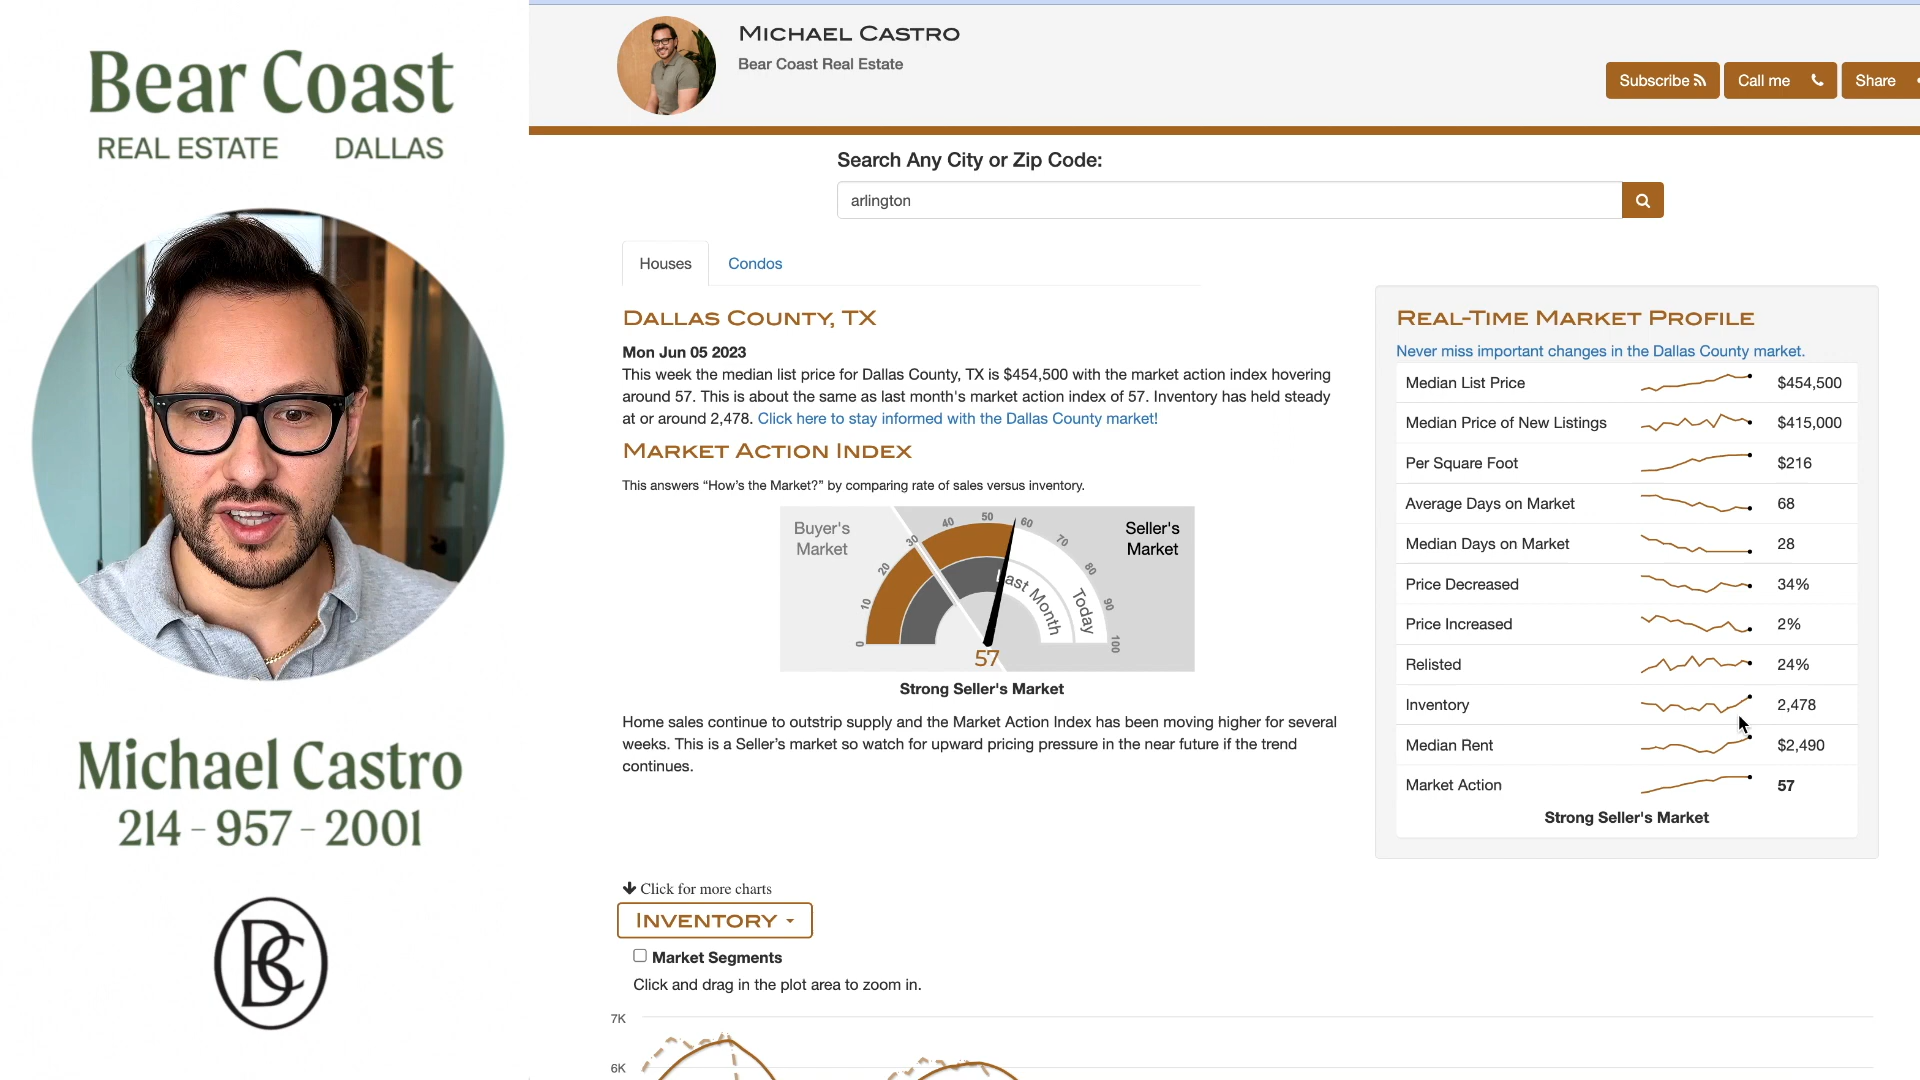 Bear Coast
REAL ESTATE DALLAS
Michael Castro
214 - 957 - 2001
BC
MICHAEL CASTRO
Bear Coast Real Estate
Subscribe
Call me
Share
Search Any City or Zip Code:
arlington
Houses
Condos
DALLAS COUNTY, TX
Mon Jun 05 2023
This week the median list price for Dallas County, TX is $454,500 with the market action index hovering
around 57. This is about the same as last month's market action index of 57. Inventory has held steady
at or around 2,478. Click here to stay informed with the Dallas County market!
MARKET ACTION INDEX
This answers “How’s the Market?” by comparing rate of sales versus inventory.
Buyer's
Market
Seller's
Market
0
10
20
30
40
50
60
70
80
90
100
Last Month
Today
57
Strong Seller's Market
Home sales continue to outstrip supply and the Market Action Index has been moving higher for several
weeks. This is a Seller’s market so watch for upward pricing pressure in the near future if the trend
continues.
REAL-TIME MARKET PROFILE
Never miss important changes in the Dallas County market.
Median List Price $454,500
Median Price of New Listings $415,000
Per Square Foot $216
Average Days on Market 68
Median Days on Market 28
Price Decreased 34%
Price Increased 2%
Relisted 24%
Inventory 2,478
Median Rent $2,490
Market Action 57
Strong Seller's Market
Click for more charts
INVENTORY
Market Segments
Click and drag in the plot area to zoom in.
7K
6K